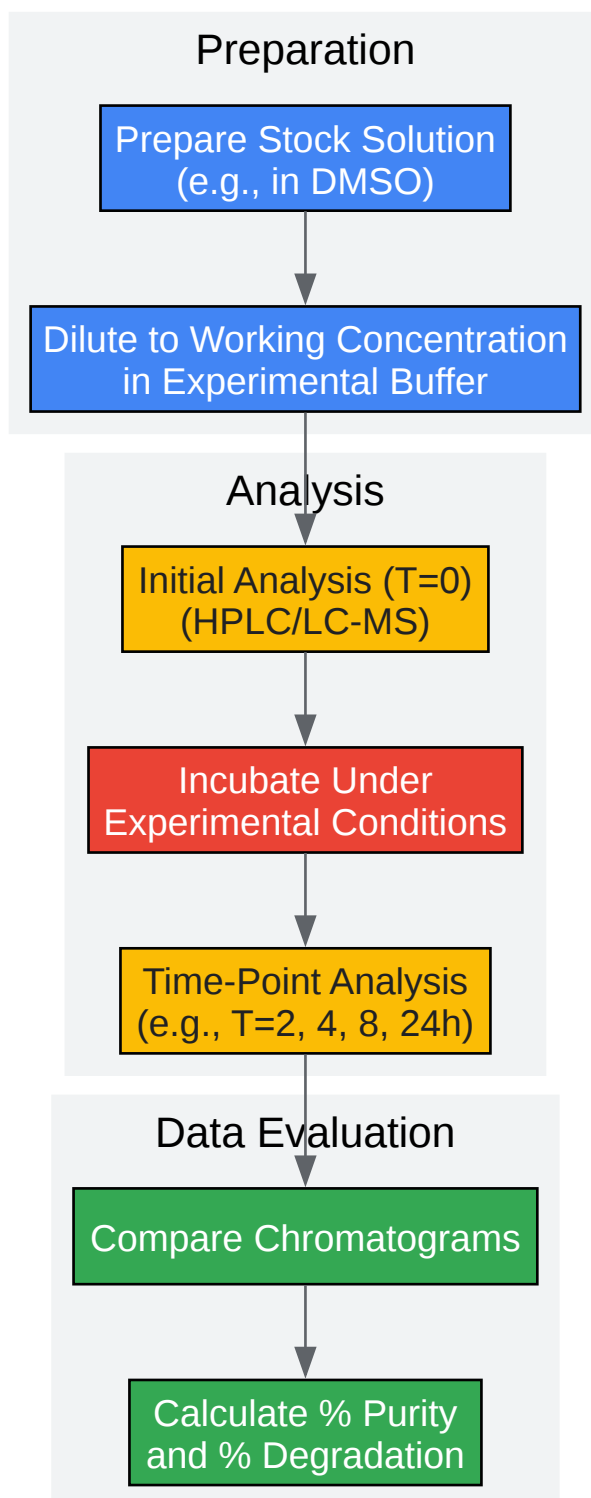 Preparation
Prepare Stock Solution
(e.g., in DMSO)
Dilute to Working Concentration
in Experimental Buffer
Analysis
Initial Analysis (T=0)
(HPLC/LC-MS)
Incubate Under
Experimental Conditions
Time-Point Analysis
(e.g., T=2, 4, 8, 24h)
Data Evaluation
Compare Chromatograms
Calculate % Purity
and % Degradation